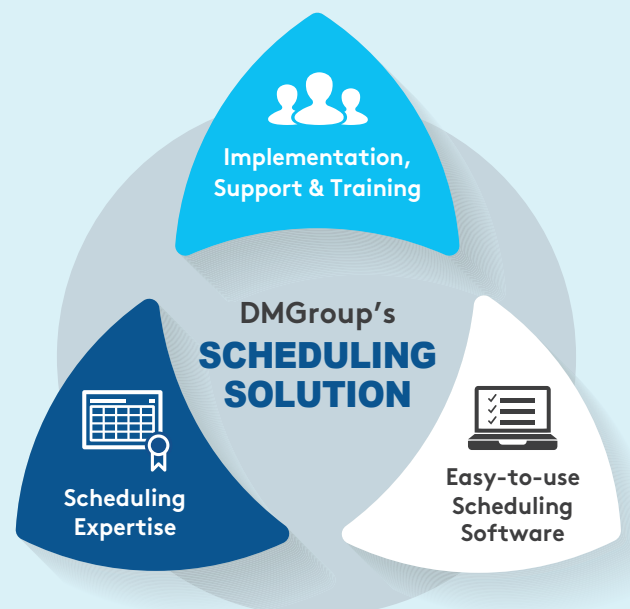 Implementation,
Support & Training
DMGroup's
SCHEDULING
SOLUTION
Scheduling
Expertise
Easy-to-use
Scheduling
Software